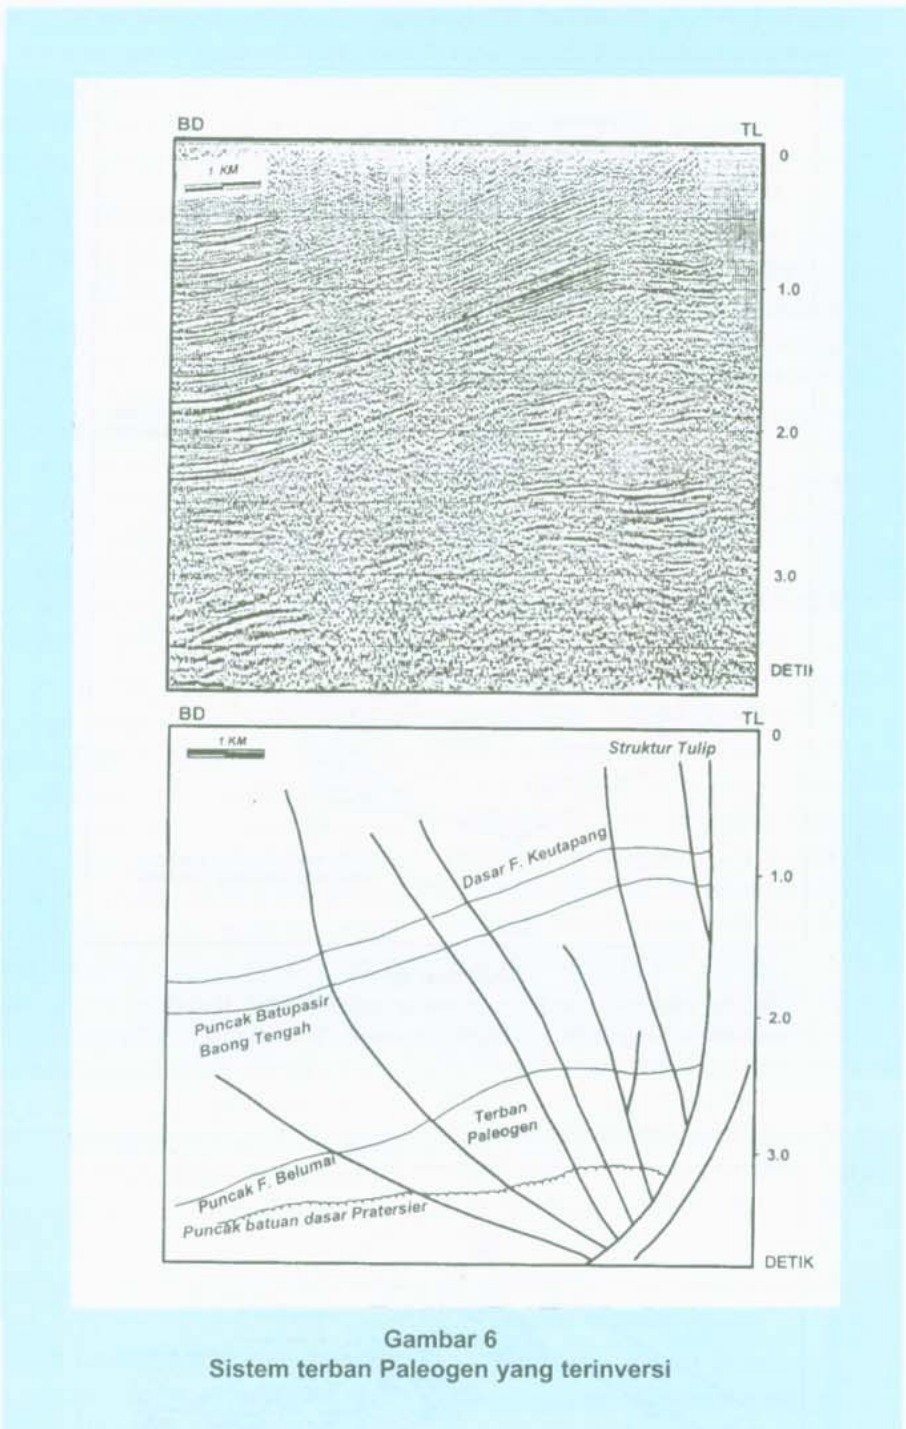 BD
TL
1 KM
0
1.0
2.0
3.0
DETIK
BD
TL
1 KM
0
Struktur Tulip
Dasar F. Keutapang
1.0
Puncak Batupasir
Baong Tengah
2.0
Terban
Paleogen
3.0
Puncak F. Belumai
Puncak batuan dasar Pratersier
DETIK
Gambar 6
Sistem terban Paleogen yang terinversi